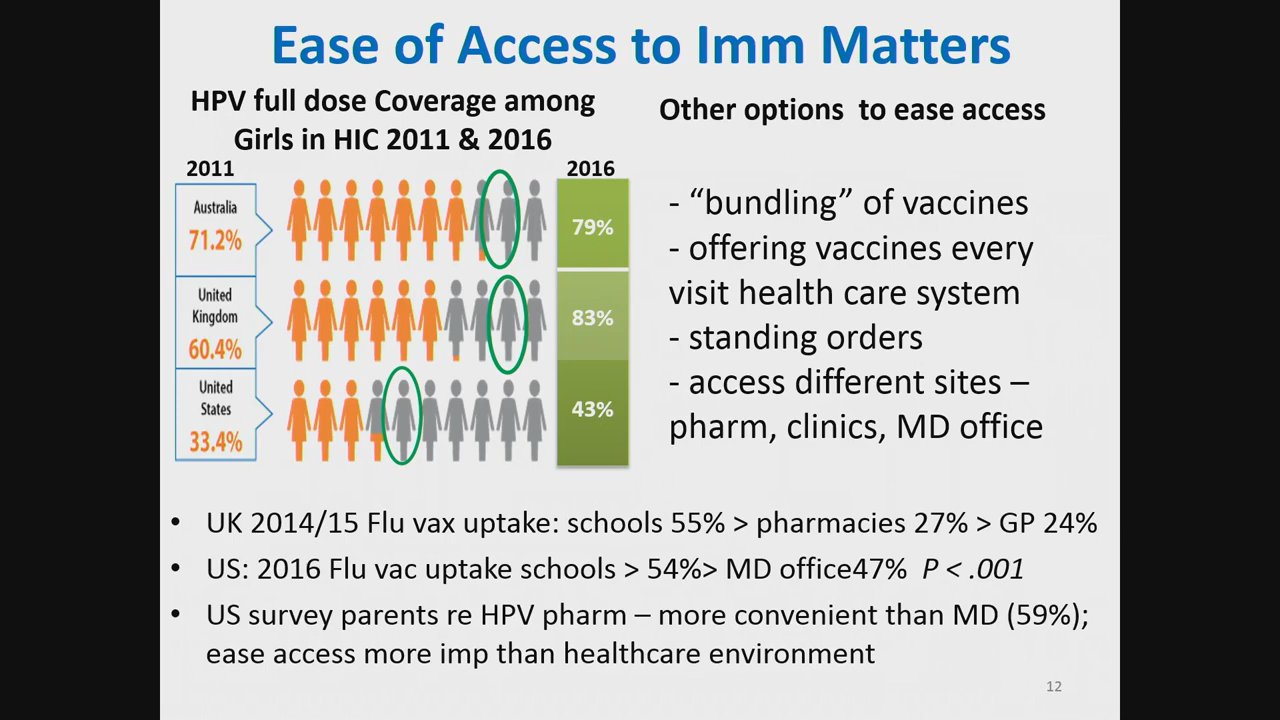 Ease of Access to Imm Matters
HPV full dose Coverage among
Girls in HIC 2011 & 2016
2011
2016
Australia
71.2%
79%
United
Kingdom
60.4%
83%
United
States
33.4%
43%
Other options  to ease access
- “bundling” of vaccines
- offering vaccines every
visit health care system
- standing orders
- access different sites –
pharm, clinics, MD office
• UK 2014/15 Flu vax uptake: schools 55% > pharmacies 27% > GP 24%
• US: 2016 Flu vac uptake schools > 54%> MD office47%  P < .001
• US survey parents re HPV pharm – more convenient than MD (59%);
ease access more imp than healthcare environment
12